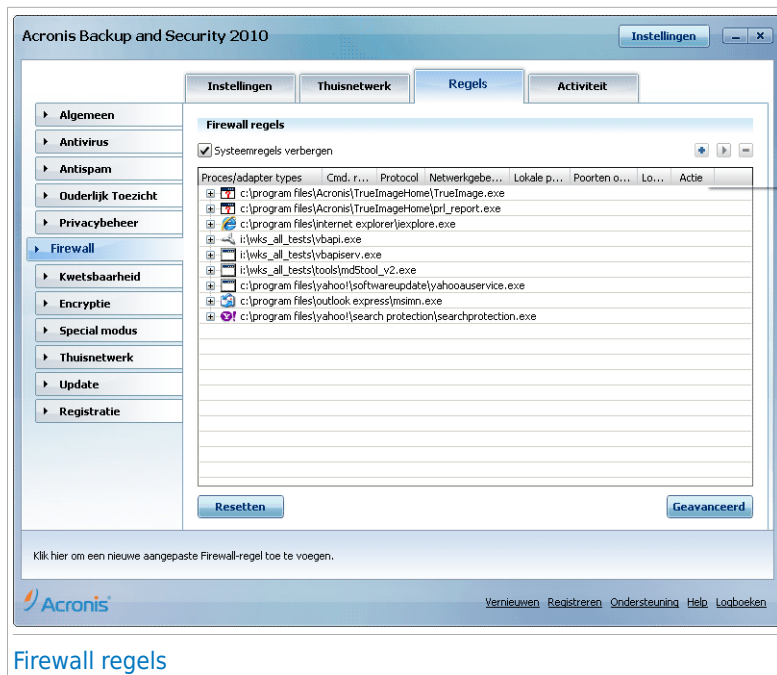 Acronis Backup and Security 2010
Instellingen
Instellingen Thuisnetwerk Regels Activiteit
Algemeen
Antivirus
Antispam
Ouderlijk Toezicht
Privacybeheer
Firewall
Kwetsbaarheid
Encryptie
Special modus
Thuisnetwerk
Update
Registratie
Firewall regels
Systeemregels verbergen
Proces/adapter types Cmd. r... Protocol Netwerkgebe... Lokale p... Poorten o... Lo... Actie
c:\program files\Acronis\TrueImageHome\TrueImage.exe
c:\program files\Acronis\TrueImageHome\prl_report.exe
c:\program files\internet explorer\iexplore.exe
i:\wks_all_tests\vbapi.exe
i:\wks_all_tests\vbapiserv.exe
i:\wks_all_tests\tools\md5tool_v2.exe
c:\program files\yahoo!\softwareupdate\yahooauservice.exe
c:\program files\outlook express\msimn.exe
c:\program files\yahoo!\search protection\searchprotection.exe
Resetten Geavanceerd
Klik hier om een nieuwe aangepaste Firewall-regel toe te voegen.
Acronis
Vernieuwen Registreren Ondersteuning Help Logboeken
Firewall regels